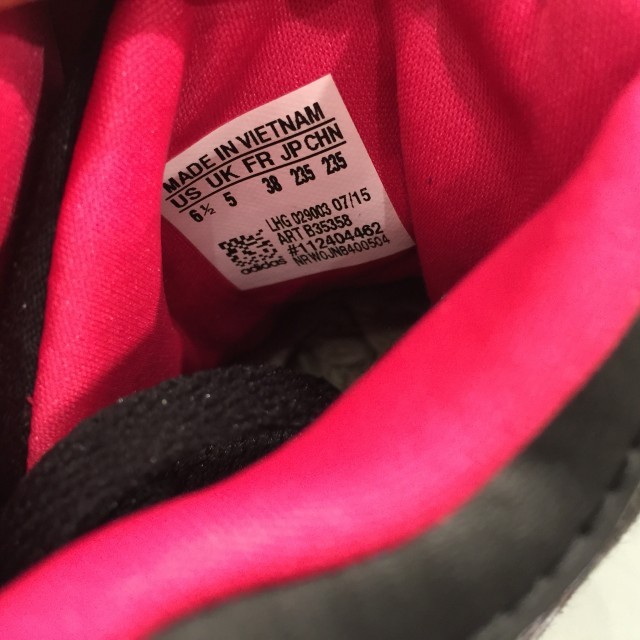 MADE IN VIETNAM
US UK FR JP CHN
6½ 5 38 235 235
LHG 029003 07/15
ART B35358
#112404462
NRW0JN8400504
adidas